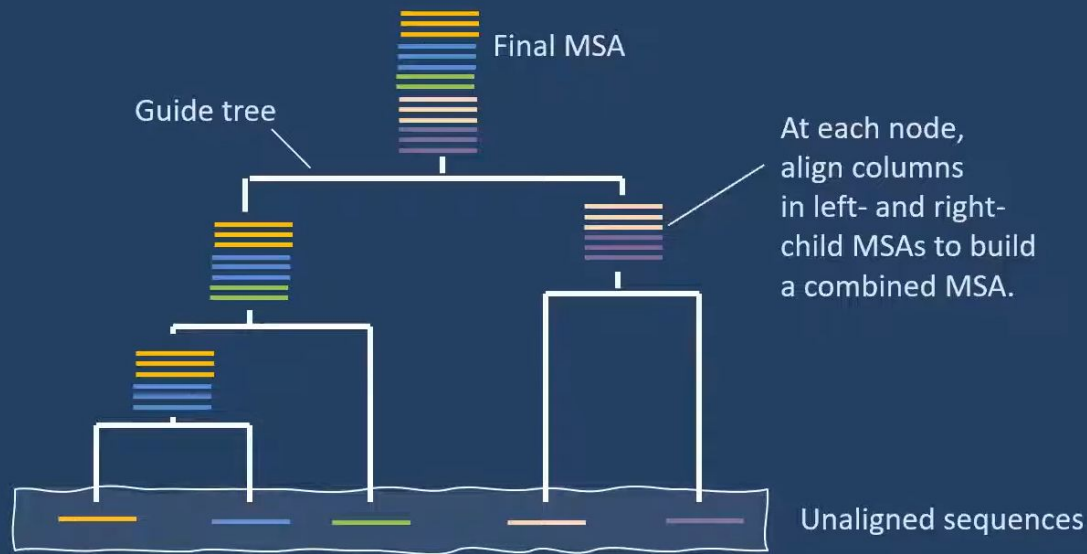 Final MSA
Guide tree
At each node,
align columns
in left- and right-
child MSAs to build
a combined MSA.
Unaligned sequences